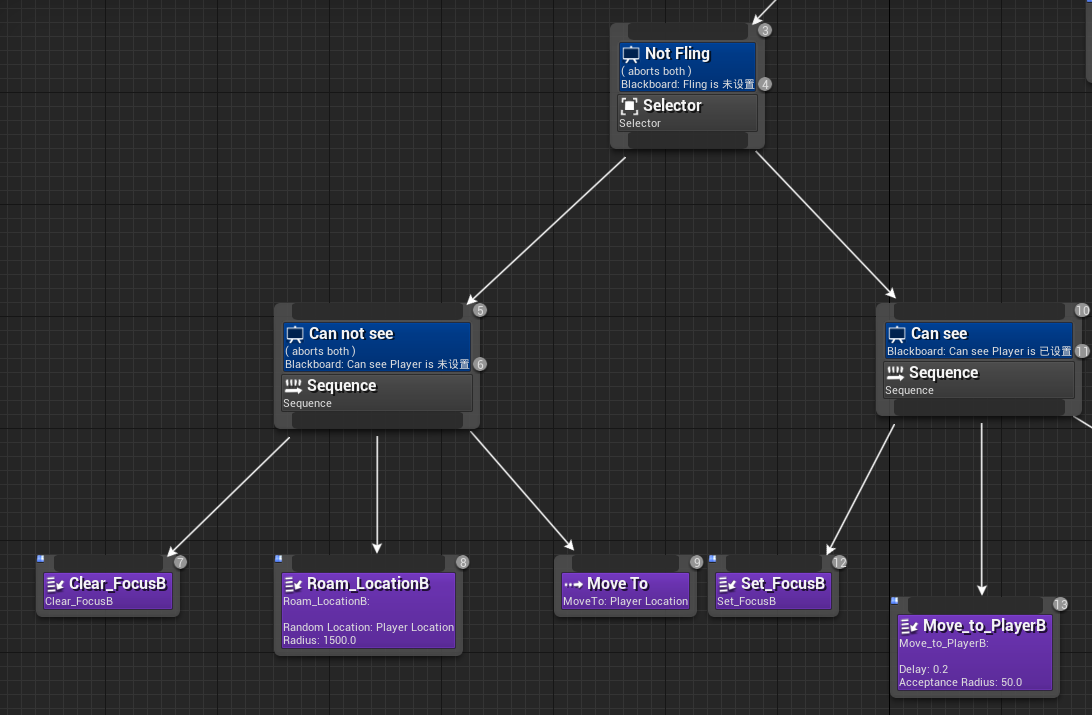 3
Not Fling
( aborts both )
Blackboard: Fling is 未设置
4
Selector
Selector
5
Can not see
( aborts both )
Blackboard: Can see Player is 未设置
6
Sequence
Sequence
10
Can see
Blackboard: Can see Player is 已设置
11
Sequence
Sequence
7
Clear_FocusB
Clear_FocusB
8
Roam_LocationB
Roam_LocationB:
Random Location: Player Location
Radius: 1500.0
9
Move To
MoveTo: Player Location
12
Set_FocusB
Set_FocusB
13
Move_to_PlayerB
Move_to_PlayerB:
Delay: 0.2
Acceptance Radius: 50.0